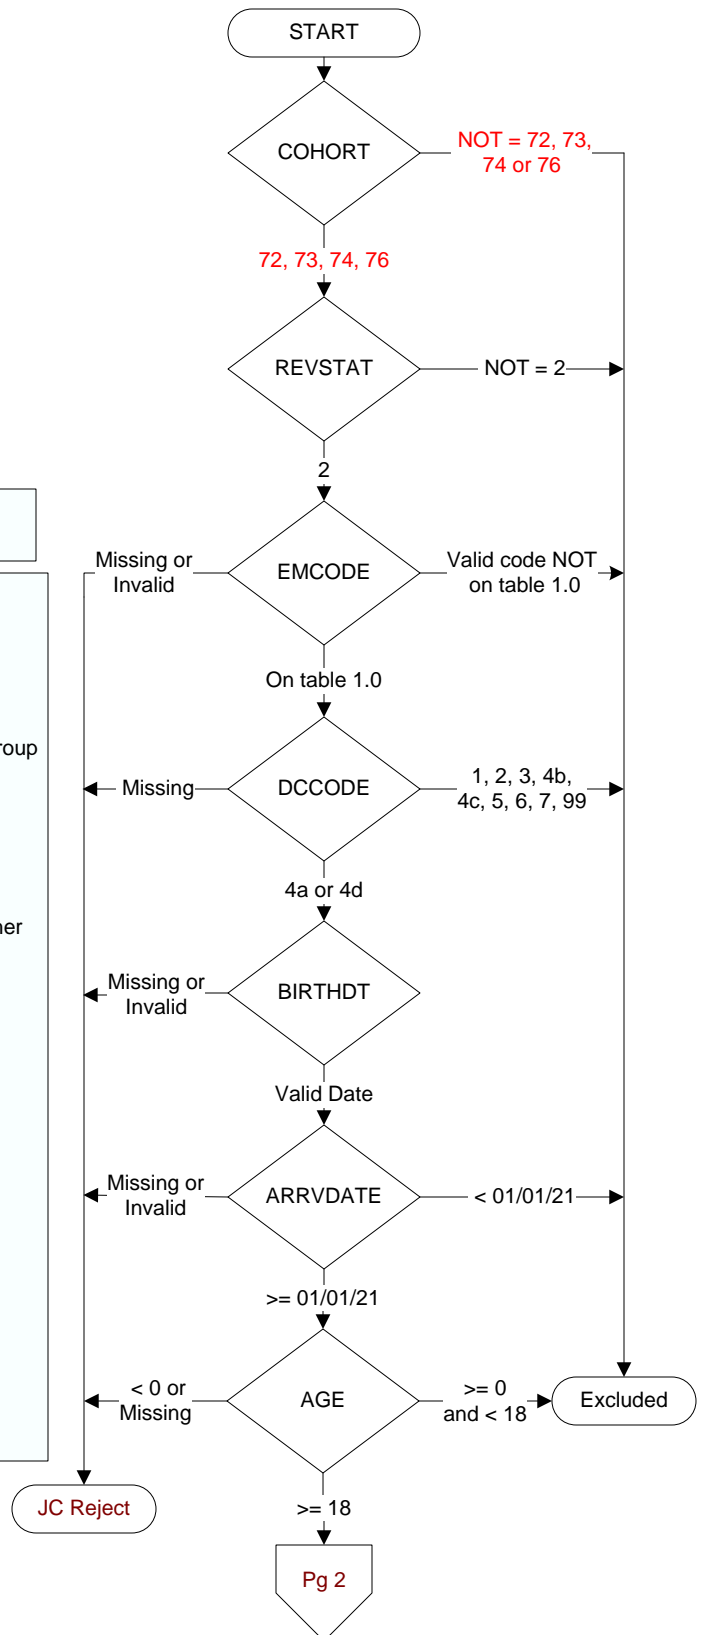 START
COHORT
NOT = 72, 73,
74 or 76
72, 73, 74, 76
REVSTAT
NOT = 2
2
Missing or
Invalid
EMCODE
Valid code NOT
on table 1.0
On table 1.0
Missing
DCCODE
1, 2, 3, 4b,
4c, 5, 6, 7, 99
4a or 4d
Missing or
Invalid
BIRTHDT
Valid Date
Missing or
Invalid
ARRVDATE
< 01/01/21
>= 01/01/21
< 0 or
Missing
AGE
>= 0
and < 18
Excluded
JC Reject
>= 18
Pg 2